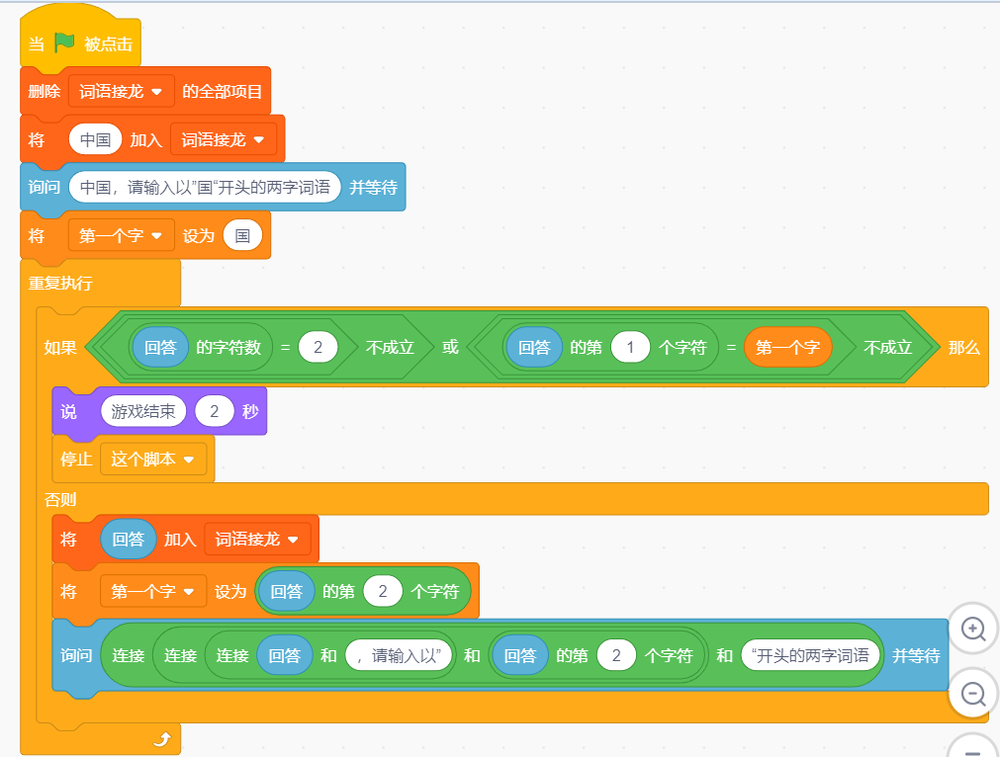 当 被点击
删除 词语接龙 的全部项目
将 中国 加入 词语接龙
询问 中国，请输入以”国“开头的两字词语 并等待
将 第一个字 设为 国
重复执行
如果 回答 的字符数 = 2 不成立 或 回答 的第 1 个字符 = 第一个字 不成立 那么
说 游戏结束 2 秒
停止 这个脚本
否则
将 回答 加入 词语接龙
将 第一个字 设为 回答 的第 2 个字符
询问 连接 连接 连接 回答 和 ，请输入以” 和 回答 的第 2 个字符 和 “开头的两字词语 并等待